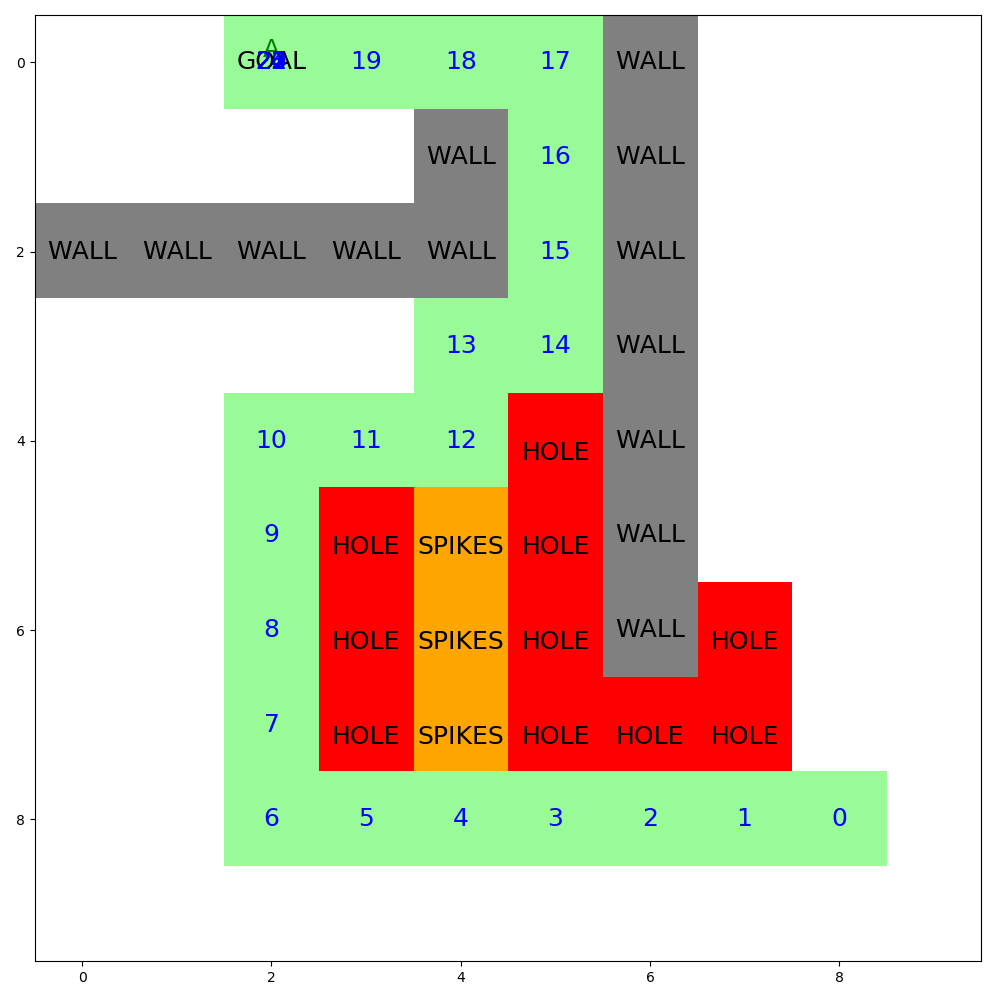 A
0 GOAL 19 18 17 WALL
WALL 16 WALL
2 WALL WALL WALL WALL WALL 15 WALL
13 14 WALL
4 10 11 12 HOLE WALL
9 HOLE SPIKES HOLE WALL
6 8 HOLE SPIKES HOLE WALL HOLE
7 HOLE SPIKES HOLE HOLE HOLE
8 6 5 4 3 2 1 0
0 2 4 6 8